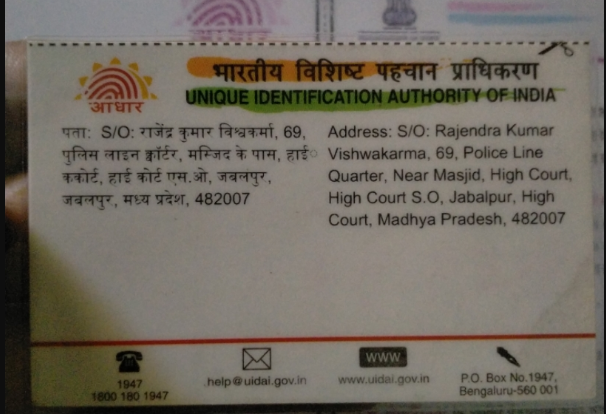 भारतीय विशिष्ट पहचान प्राधिकरण
UNIQUE IDENTIFICATION AUTHORITY OF INDIA
आधार
पता: S/O: राजेंद्र कुमार विश्वकर्मा, 69,
पुलिस लाइन क्वॉर्टर, मस्जिद के पास, हाई
ककोर्ट, हाई कोर्ट एस.ओ, जबलपुर,
जबलपुर, मध्य प्रदेश, 482007
Address: S/O: Rajendra Kumar
Vishwakarma, 69, Police Line
Quarter, Near Masjid, High Court,
High Court S.O, Jabalpur, High
Court, Madhya Pradesh, 482007
1947
1800 180 1947
help@uidai.gov.in
www
www.uidai.gov.in
P.O. Box No.1947,
Bengaluru-560 001